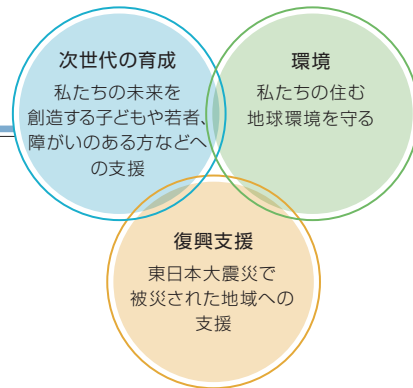 次世代の育成
私たちの未来を
創造する子どもや若者、
障がいのある方などへ
の支援
環境
私たちの住む
地球環境を守る
復興支援
東日本大震災で
被災された地域への
支援